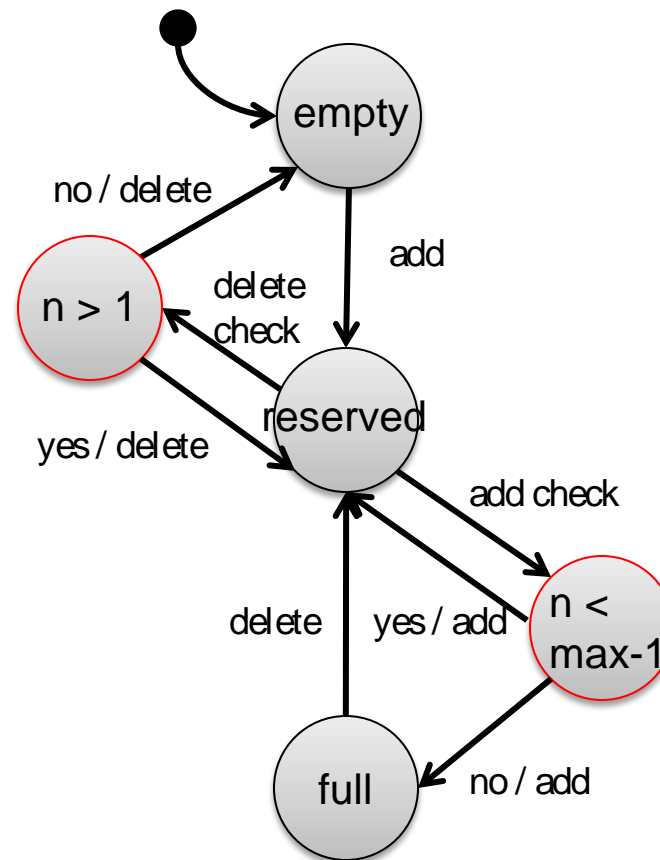 empty
no / delete
add
n > 1
delete
check
reserved
yes / delete
add check
n <
max-1
delete
yes / add
full
no / add